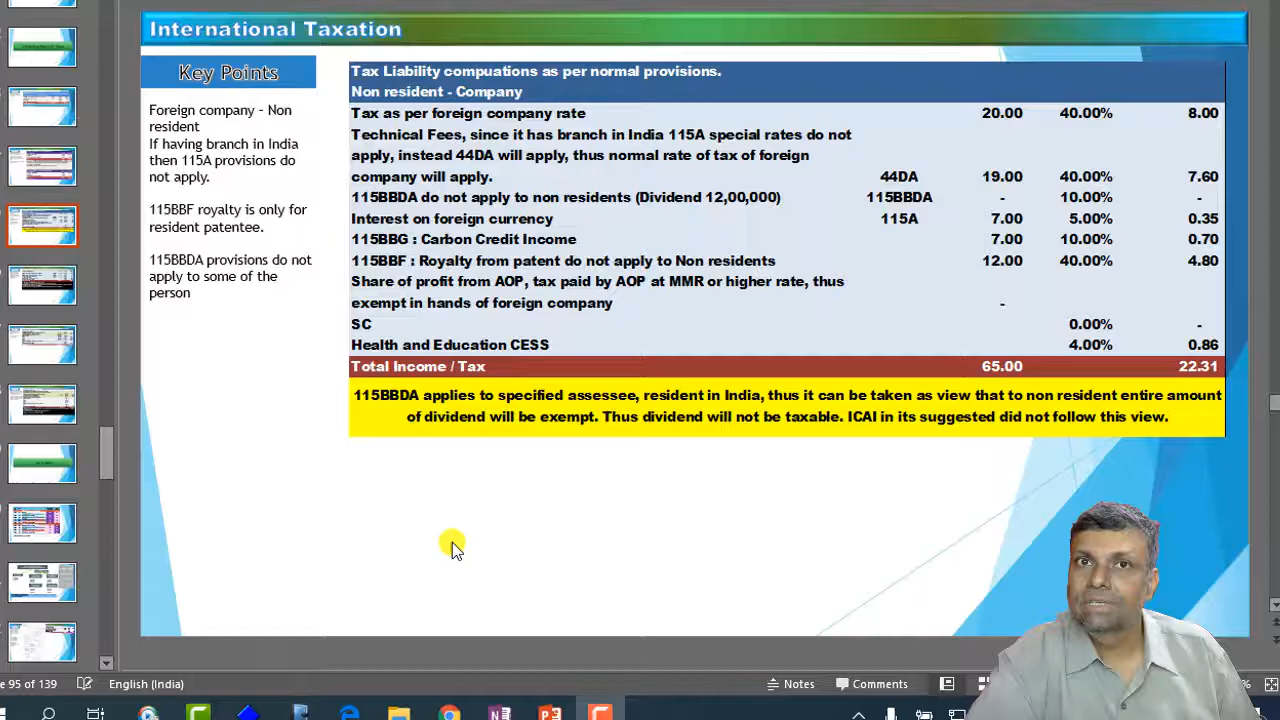 International Taxation
Key Points
Foreign company – Non
resident
If having branch in India
then 115A provisions do
not apply.
115BBF royalty is only for
resident patentee.
115BBDA provisions do not
apply to some of the
person
Tax Liability compuations as per normal provisions.
Non resident - Company
Tax as per foreign company rate 20.00 40.00% 8.00
Technical Fees, since it has branch in India 115A special rates do not
apply, instead 44DA will apply, thus normal rate of tax of foreign
company will apply. 44DA 19.00 40.00% 7.60
115BBDA do not apply to non residents (Dividend 12,00,000) 115BBDA - 10.00% -
Interest on foreign currency 115A 7.00 5.00% 0.35
115BBG : Carbon Credit Income 7.00 10.00% 0.70
115BBF : Royalty from patent do not apply to Non residents 12.00 40.00% 4.80
Share of profit from AOP, tax paid by AOP at MMR or higher rate, thus
exempt in hands of foreign company -
SC 0.00% -
Health and Education CESS 4.00% 0.86
Total Income / Tax 65.00 22.31
115BBDA applies to specified assessee, resident in India, thus it can be taken as view that to non resident entire amount
of dividend will be exempt. Thus dividend will not be taxable. ICAI in its suggested did not follow this view.
e 95 of 139 English (India) Notes Comments %